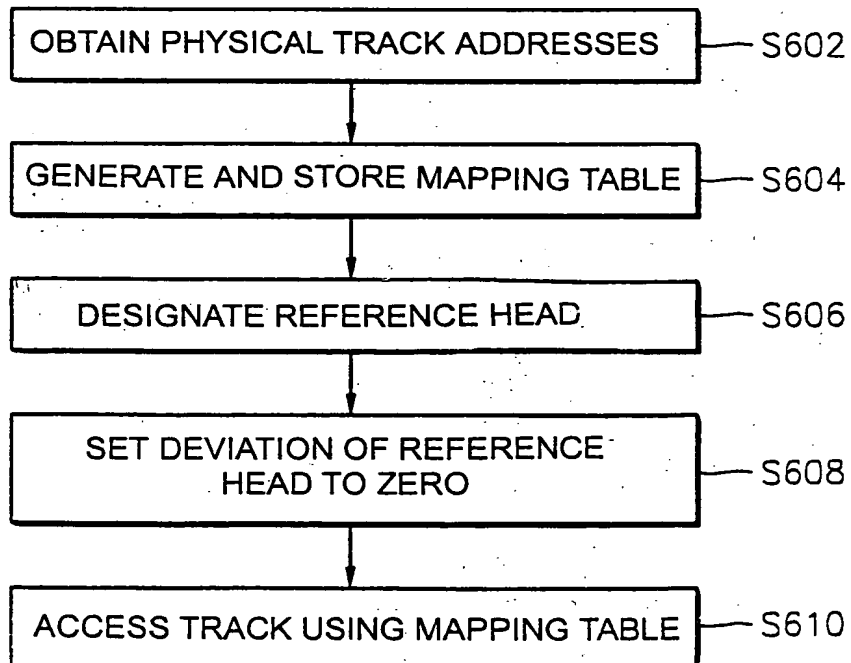 OBTAIN PHYSICAL TRACK ADDRESSES S602
GENERATE AND STORE MAPPING TABLE S604
DESIGNATE REFERENCE HEAD S606
SET DEVIATION OF REFERENCE
HEAD TO ZERO S608
ACCESS TRACK USING MAPPING TABLE S610